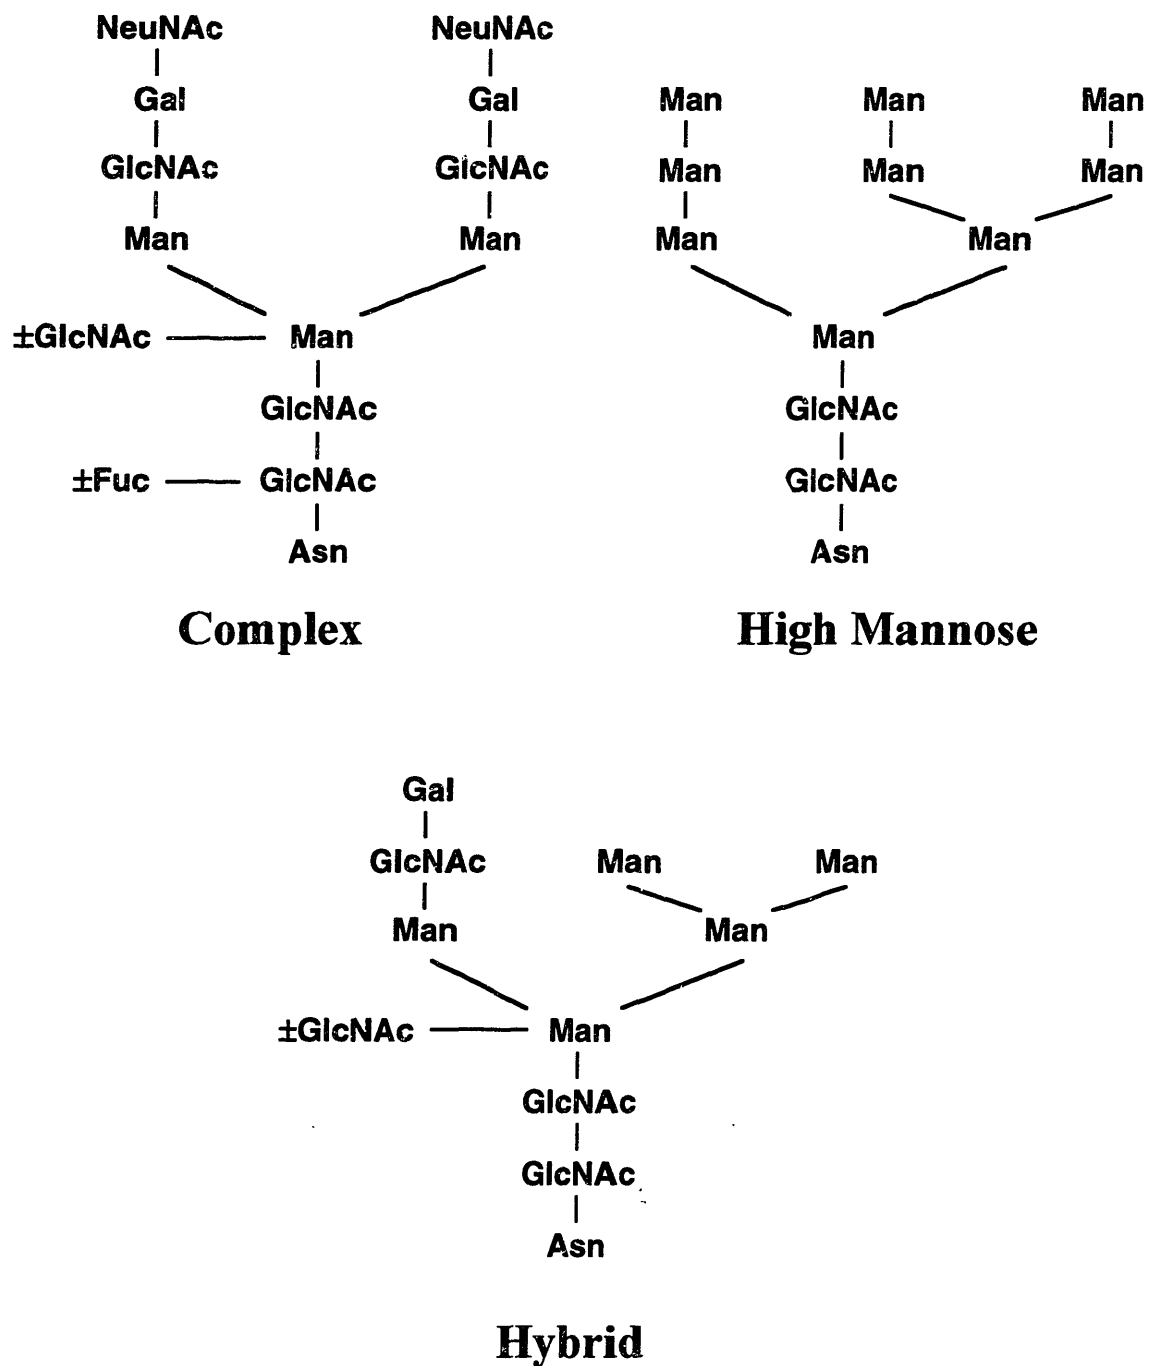 NeuNAc NeuNAc
Gal Gal Man Man Man
GlcNAc GlcNAc Man Man Man
Man Man Man Man
±GlcNAc Man Man
GlcNAc GlcNAc
±Fuc GlcNAc GlcNAc
Asn Asn
Complex High Mannose
Gal
GlcNAc Man Man
Man Man
±GlcNAc Man
GlcNAc
GlcNAc
Asn
Hybrid